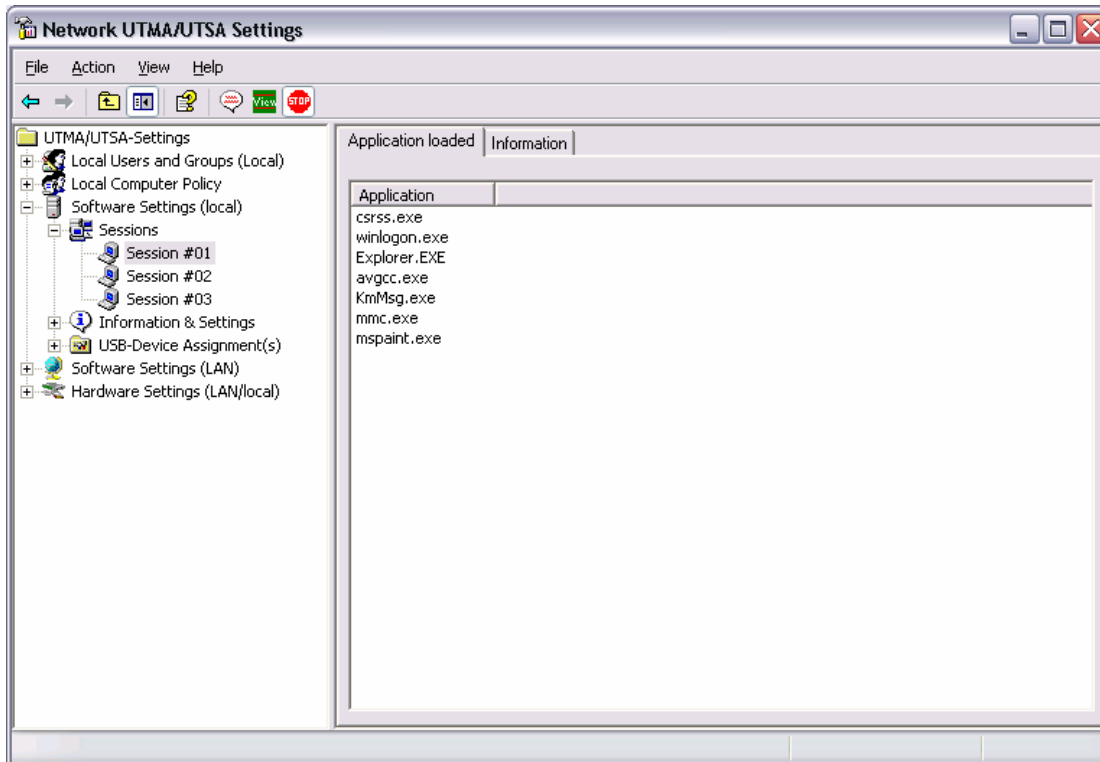 Network UTMA/UTSA Settings
File Action View Help
View STOP
UTMA/UTSA-Settings
Local Users and Groups (Local)
Local Computer Policy
Software Settings (local)
Sessions
Session #01
Session #02
Session #03
Information & Settings
USB-Device Assignment(s)
Software Settings (LAN)
Hardware Settings (LAN/local)
Application loaded Information
Application
csrss.exe
winlogon.exe
Explorer.EXE
avgcc.exe
KmMsg.exe
mmc.exe
mspaint.exe